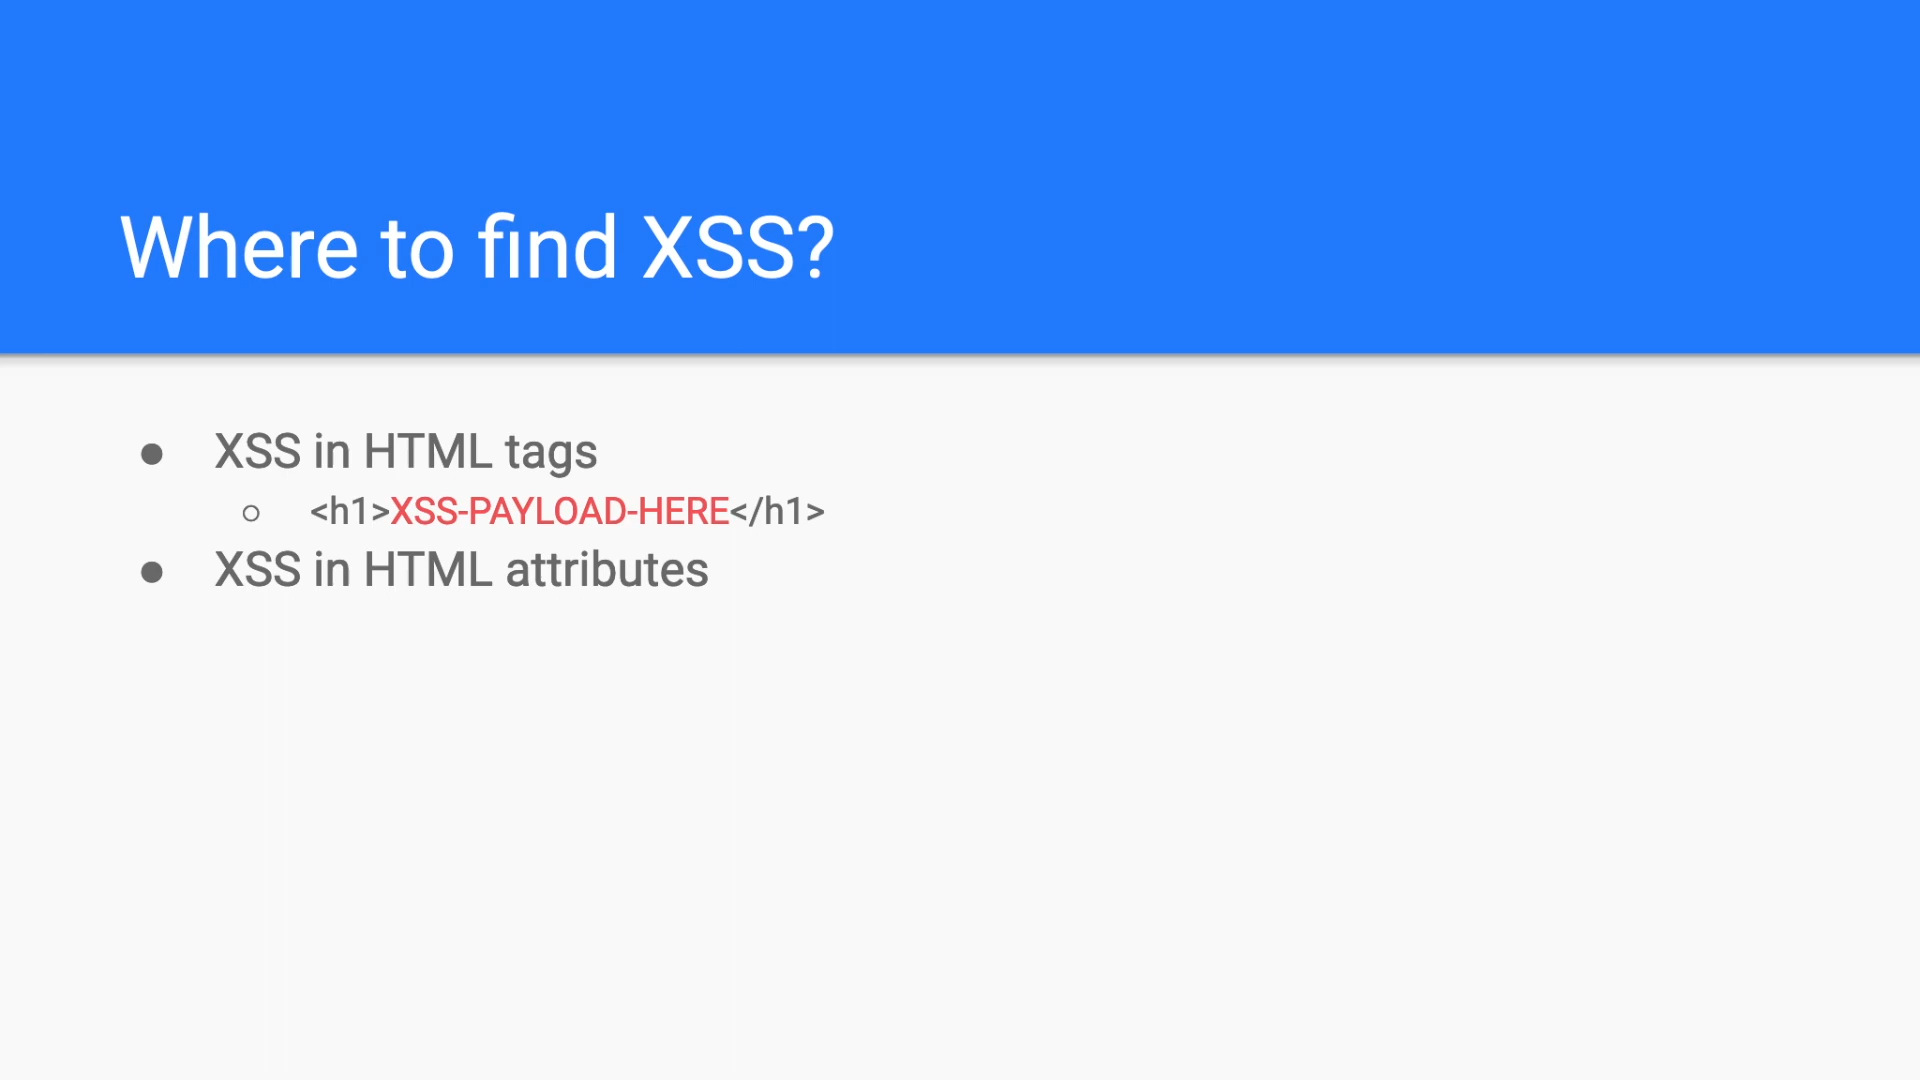 Where to find XSS?
● XSS in HTML tags
○ <h1>XSS-PAYLOAD-HERE</h1>
● XSS in HTML attributes